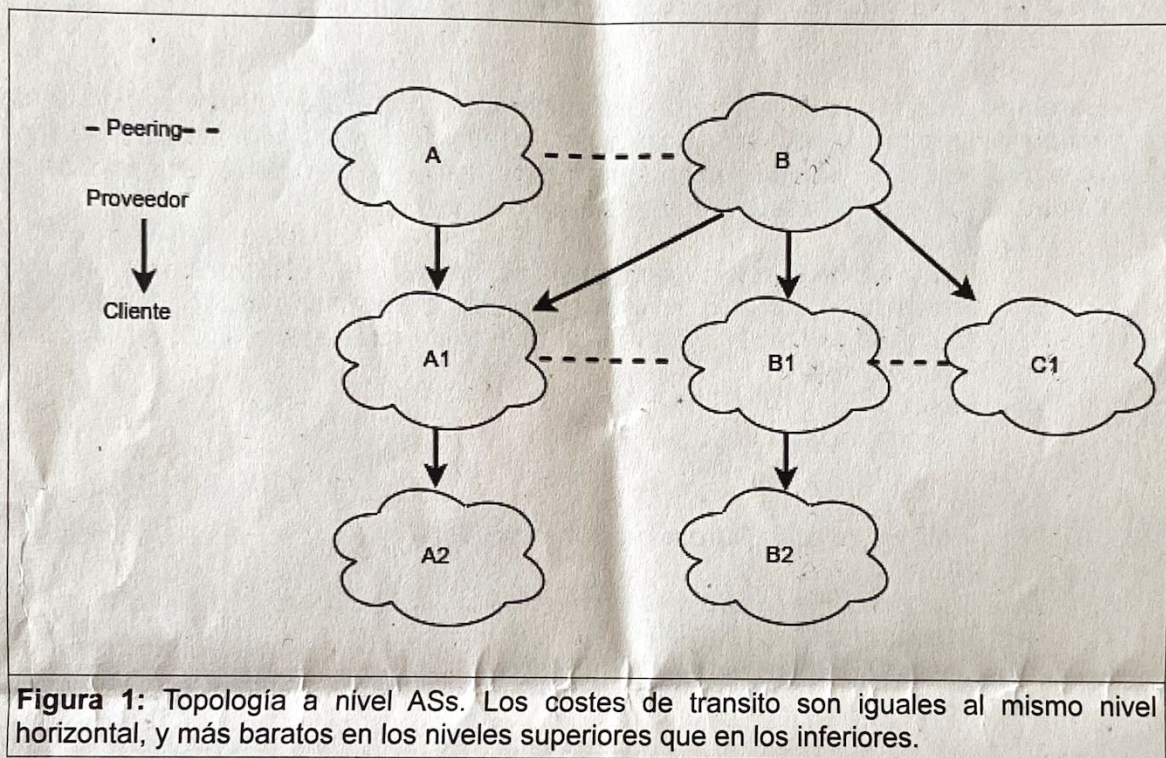 Peering
Proveedor
Cliente
A
B
A1
B1
C1
A2
B2
Figura 1: Topología a nivel ASs. Los costes de transito son iguales al mismo nivel
horizontal, y más baratos en los niveles superiores que en los inferiores.